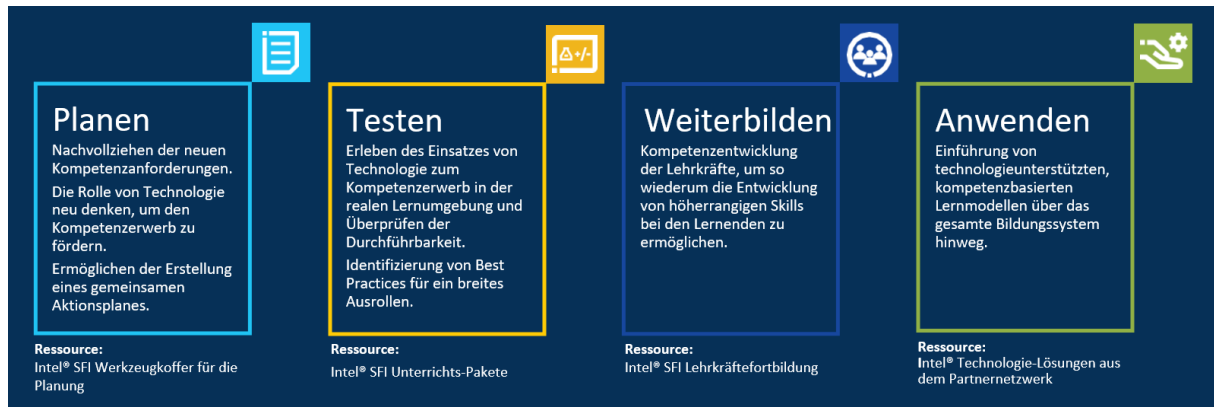 Δ+/-
Planen
Nachvollziehen der neuen
Kompetenzanforderungen.
Die Rolle von Technologie
neu denken, um den
Kompetenzerwerb zu
fördern.
Ermöglichen der Erstellung
eines gemeinsamen
Aktionsplanes.
Ressource:
Intel® SFI Werkzeugkoffer für die
Planung
Testen
Erleben des Einsatzes von
Technologie zum
Kompetenzerwerb in der
realen Lernumgebung und
Überprüfen der
Durchführbarkeit.
Identifizierung von Best
Practices für ein breites
Ausrollen.
Ressource:
Intel® SFI Unterrichts-Pakete
Weiterbilden
Kompetenzentwicklung
der Lehrkräfte, um so
wiederum die Entwicklung
von höherrangigen Skills
bei den Lernenden zu
ermöglichen.
Ressource:
Intel® SFI Lehrkräftefortbildung
Anwenden
Einführung von
technologieunterstützten,
kompetenzbasierten
Lernmodellen über das
gesamte Bildungssystem
hinweg.
Ressource:
Intel® Technologie-Lösungen aus
dem Partnernetzwerk